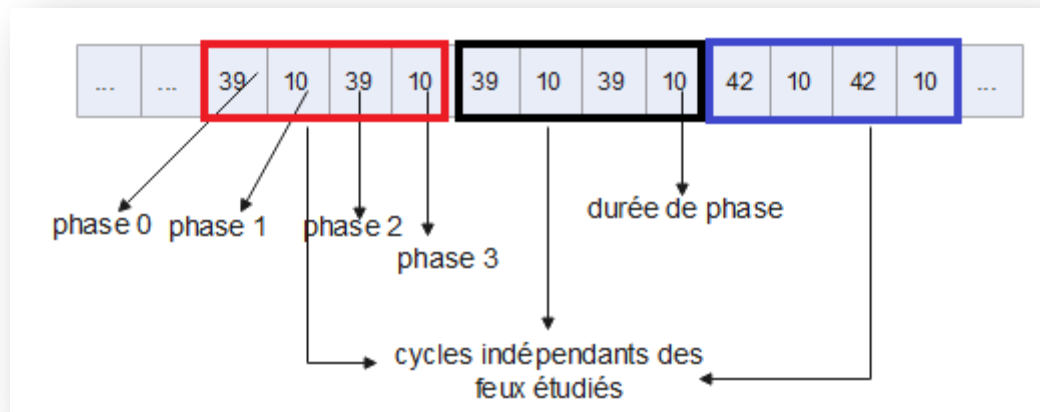 ... ... 39 10 39 10 39 10 39 10 42 10 42 10 ...
phase 0 phase 1 phase 2 durée de phase
phase 3
cycles indépendants des
feux étudiés